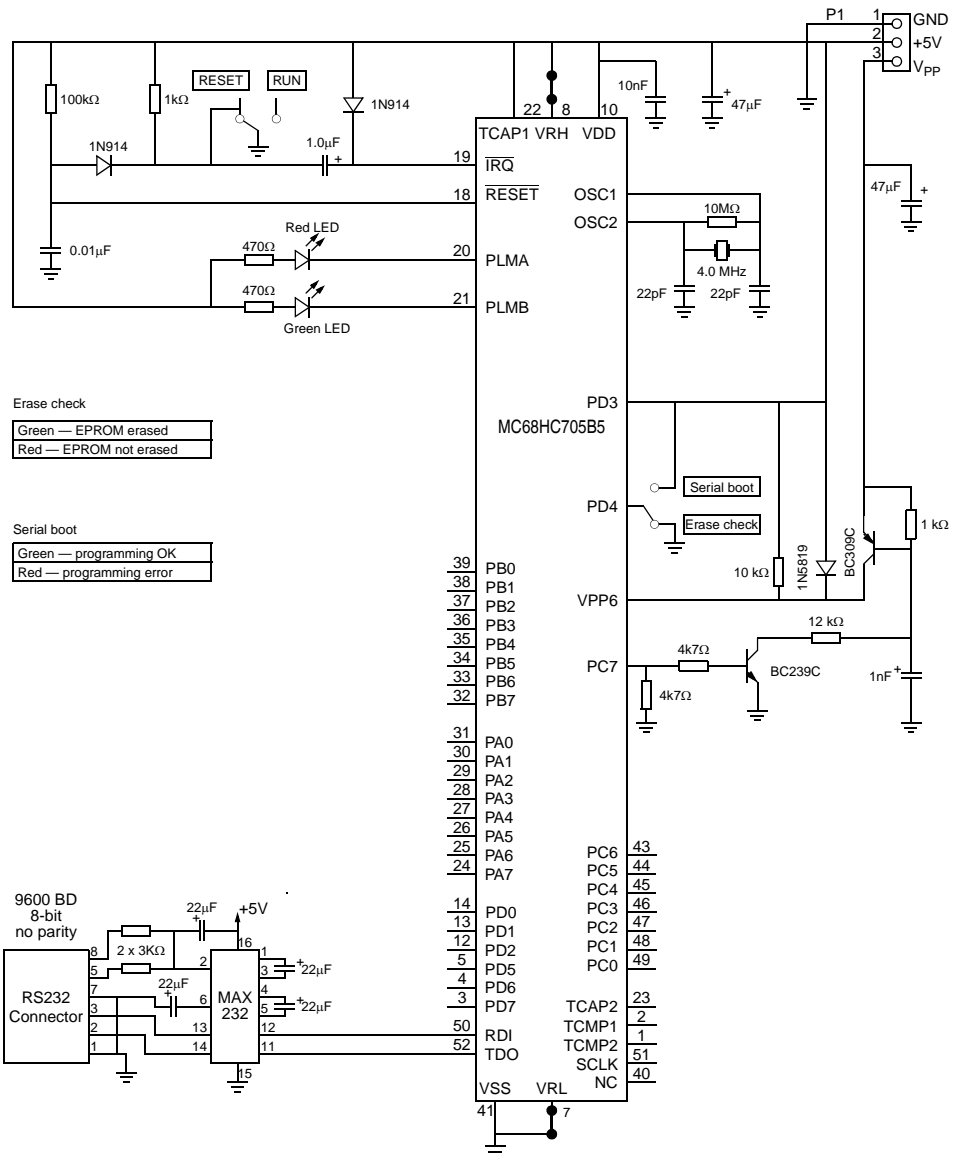 P1
1
GND
2
+5V
3
VPP
RESET
RUN
100kΩ
1kΩ
1N914
10nF
47µF
22
8
10
TCAP1
VRH
VDD
1N914
1.0µF
+
19
IRQ
18
RESET
OSC1
OSC2
10MΩ
4.0 MHz
22pF
22pF
47µF
+
0.01µF
Red LED
470Ω
20
PLMA
470Ω
21
PLMB
Green LED
Erase check
Green — EPROM erased
Red — EPROM not erased
PD3
MC68HC705B5
Serial boot
PD4
Erase check
Serial boot
Green — programming OK
Red — programming error
10 kΩ
1N5819
BC309C
1 kΩ
VPP6
12 kΩ
PC7
4k7Ω
BC239C
4k7Ω
1nF
+
39 PB0
38 PB1
37 PB2
36 PB3
35 PB4
34 PB5
33 PB6
32 PB7
31 PA0
30 PA1
29 PA2
28 PA3
27 PA4
26 PA5
25 PA6
24 PA7
PC6 43
PC5 44
PC4 45
PC3 46
PC2 47
PC1 48
PC0 49
14 PD0
13 PD1
12 PD2
5 PD5
4 PD6
3 PD7
TCAP2 23
TCMP1 2
TCMP2 1
SCLK 51
NC 40
50 RDI
52 TDO
9600 BD
8-bit
no parity
22µF
+
+5V
16
8
5
7
3
2
1
2 x 3KΩ
22µF
+
RS232
Connector
MAX
232
2
6
13
14
1
3
4
5
12
11
15
+
22µF
+
22µF
VSS
VRL
41
7
+